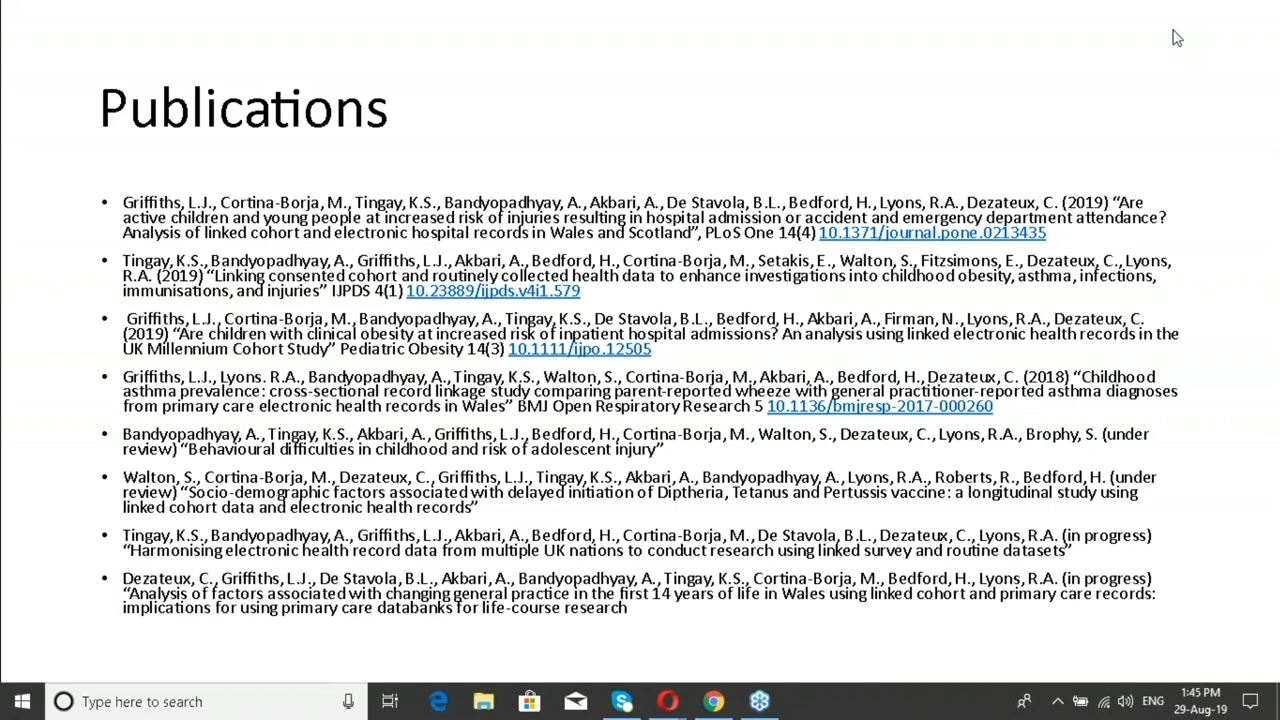 Publications
• Griffiths, L.J., Cortina-Borja, M., Tingay, K.S., Bandyopadhyay, A., Akbari, A., De Stavola, B.L., Bedford, H., Lyons, R.A., Dezateux, C. (2019) “Are
active children and young people at increased risk of injuries resulting in hospital admission or accident and emergency department attendance?
Analysis of linked cohort and electronic hospital records in Wales and Scotland”, PLoS One 14(4) 10.1371/journal.pone.0213435
• Tingay, K.S., Bandyopadhyay, A., Griffiths, L.J., Akbari, A., Bedford, H., Cortina-Borja, M., Setakis, E., Walton, S., Fitzsimons, E., Dezateux, C., Lyons,
R.A. (2019) “Linking consented cohort and routinely collected health data to enhance investigations into childhood obesity, asthma, infections,
immunisations, and injuries” IJPDS 4(1) 10.23889/ijpds.v4i1.579
• Griffiths, L.J., Cortina-Borja, M., Bandyopadhyay, A., Tingay, K.S., De Stavola, B.L., Bedford, H., Akbari, A., Firman, N., Lyons, R.A., Dezateux, C.
(2019) “Are children with clinical obesity at increased risk of inpatient hospital admissions? An analysis using linked electronic health records in the
UK Millennium Cohort Study” Pediatric Obesity 14(3) 10.1111/ijpo.12505
• Griffiths, L.J., Lyons. R.A., Bandyopadhyay, A., Tingay, K.S., Walton, S., Cortina-Borja, M., Akbari, A., Bedford, H., Dezateux, C. (2018) “Childhood
asthma prevalence: cross-sectional record linkage study comparing parent-reported wheeze with general practitioner-reported asthma diagnoses
from primary care electronic health records in Wales” BMJ Open Respiratory Research 5 10.1136/bmjresp-2017-000260
• Bandyopadhyay, A., Tingay, K.S., Akbari, A., Griffiths, L.J., Bedford, H., Cortina-Borja, M., Walton, S., Dezateux, C., Lyons, R.A., Brophy, S. (under
review) “Behavioural difficulties in childhood and risk of adolescent injury”
• Walton, S., Cortina-Borja, M., Dezateux, C., Griffiths, L.J., Tingay, K.S., Akbari, A., Bandyopadhyay, A., Lyons, R.A., Roberts, R., Bedford, H. (under
review) “Socio-demographic factors associated with delayed initiation of Diptheria, Tetanus and Pertussis vaccine: a longitudinal study using
linked cohort data and electronic health records”
• Tingay, K.S., Bandyopadhyay, A., Griffiths, L.J., Akbari, A., Bedford, H., Cortina-Borja, M., De Stavola, B.L., Dezateux, C., Lyons, R.A. (in progress)
“Harmonising electronic health record data from multiple UK nations to conduct research using linked survey and routine datasets”
• Dezateux, C., Griffiths, L.J., De Stavola, B.L., Akbari, A., Bandyopadhyay, A., Tingay, K.S., Cortina-Borja, M., Bedford, H., Lyons, R.A. (in progress)
“Analysis of factors associated with changing general practice in the first 14 years of life in Wales using linked cohort and primary care records:
implications for using primary care databanks for life-course research
Type here to search
ENG
1:45 PM
29-Aug-19